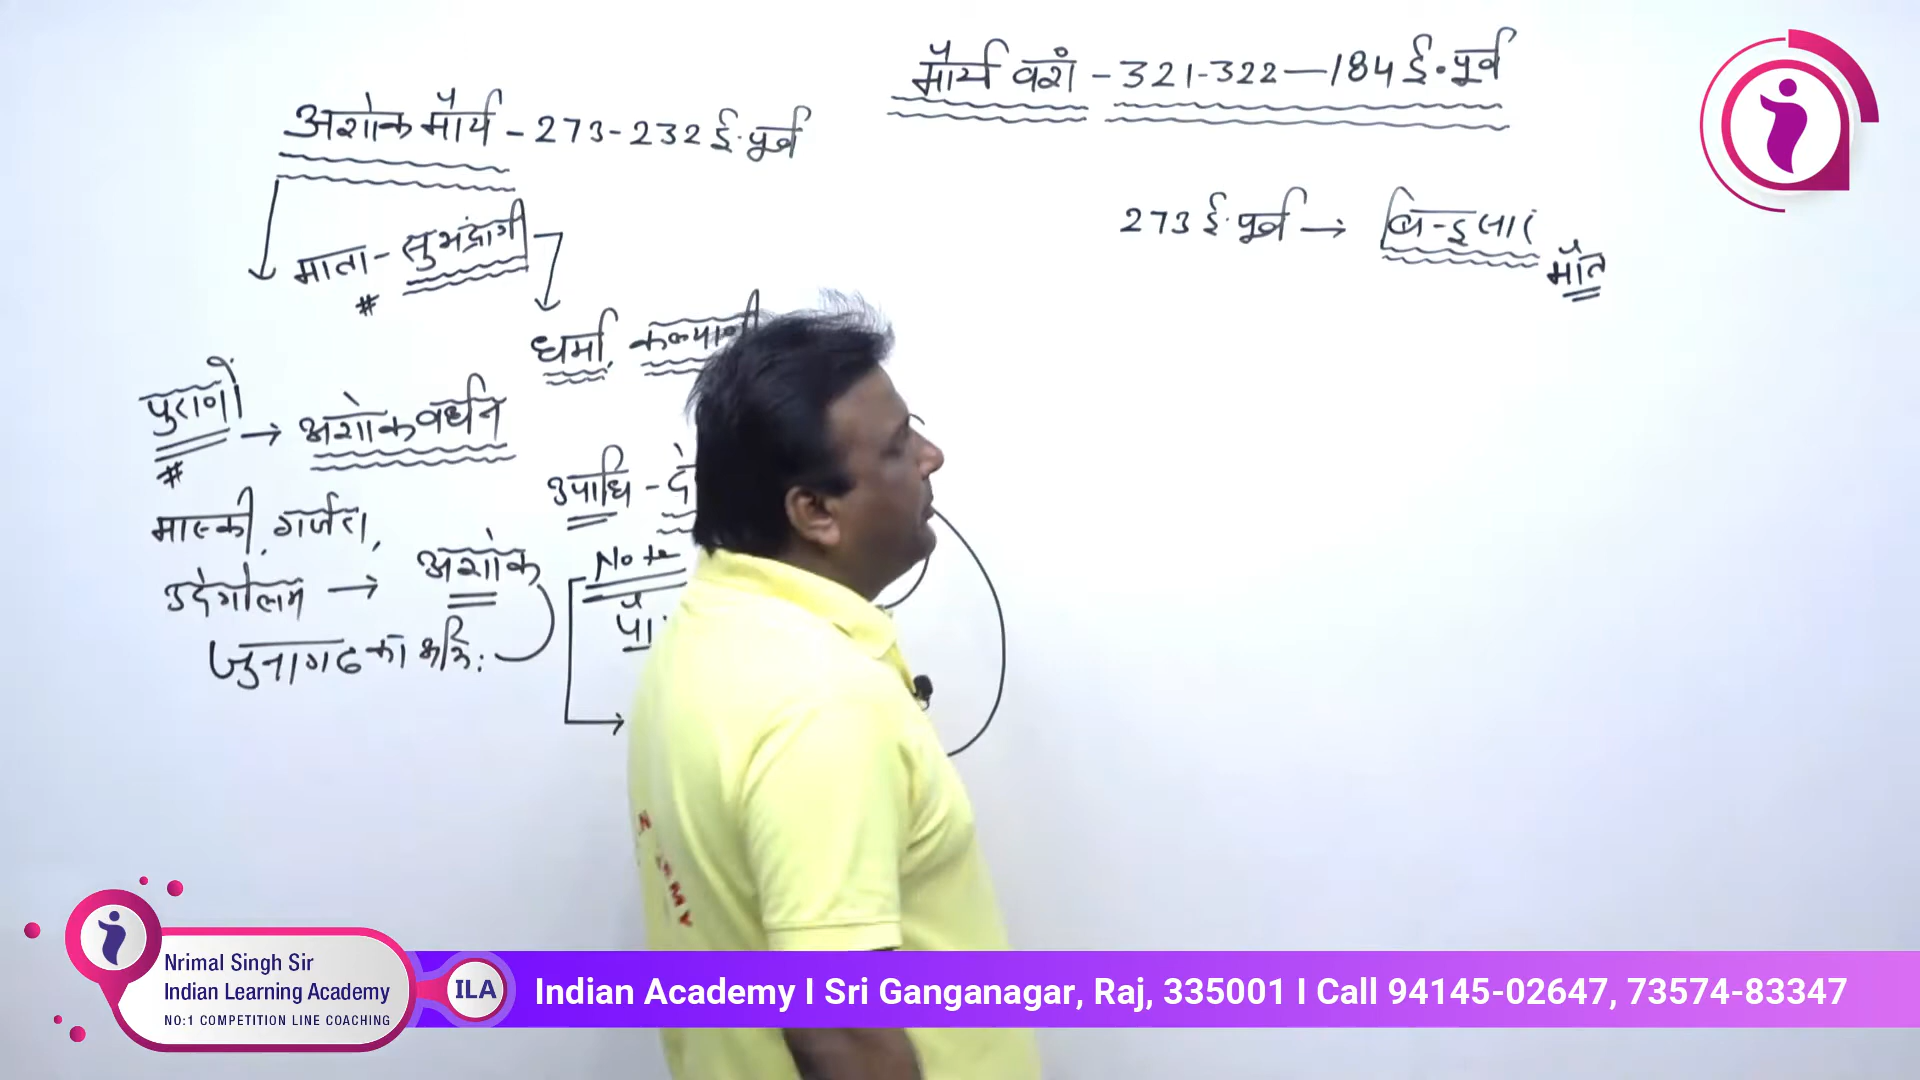 मौर्य वंश - 321-322 — 184 ई. पूर्व
अशोक मौर्य - 273-232 ई. पूर्व
माता - सुभद्रांगी
#
धर्मा, कल्याणी
पुराणों → अशोक वर्धन
#
उपाधि - दे
मास्की, गर्जरा,
उदेगोलम → अशोक
जुनागढ का अभि:
Note
पा
273 ई. पूर्व →
मौत
Nrimal Singh Sir
Indian Learning Academy
NO:1 COMPETITION LINE COACHING
ILA
Indian Academy I Sri Ganganagar, Raj, 335001 I Call 94145-02647, 73574-83347